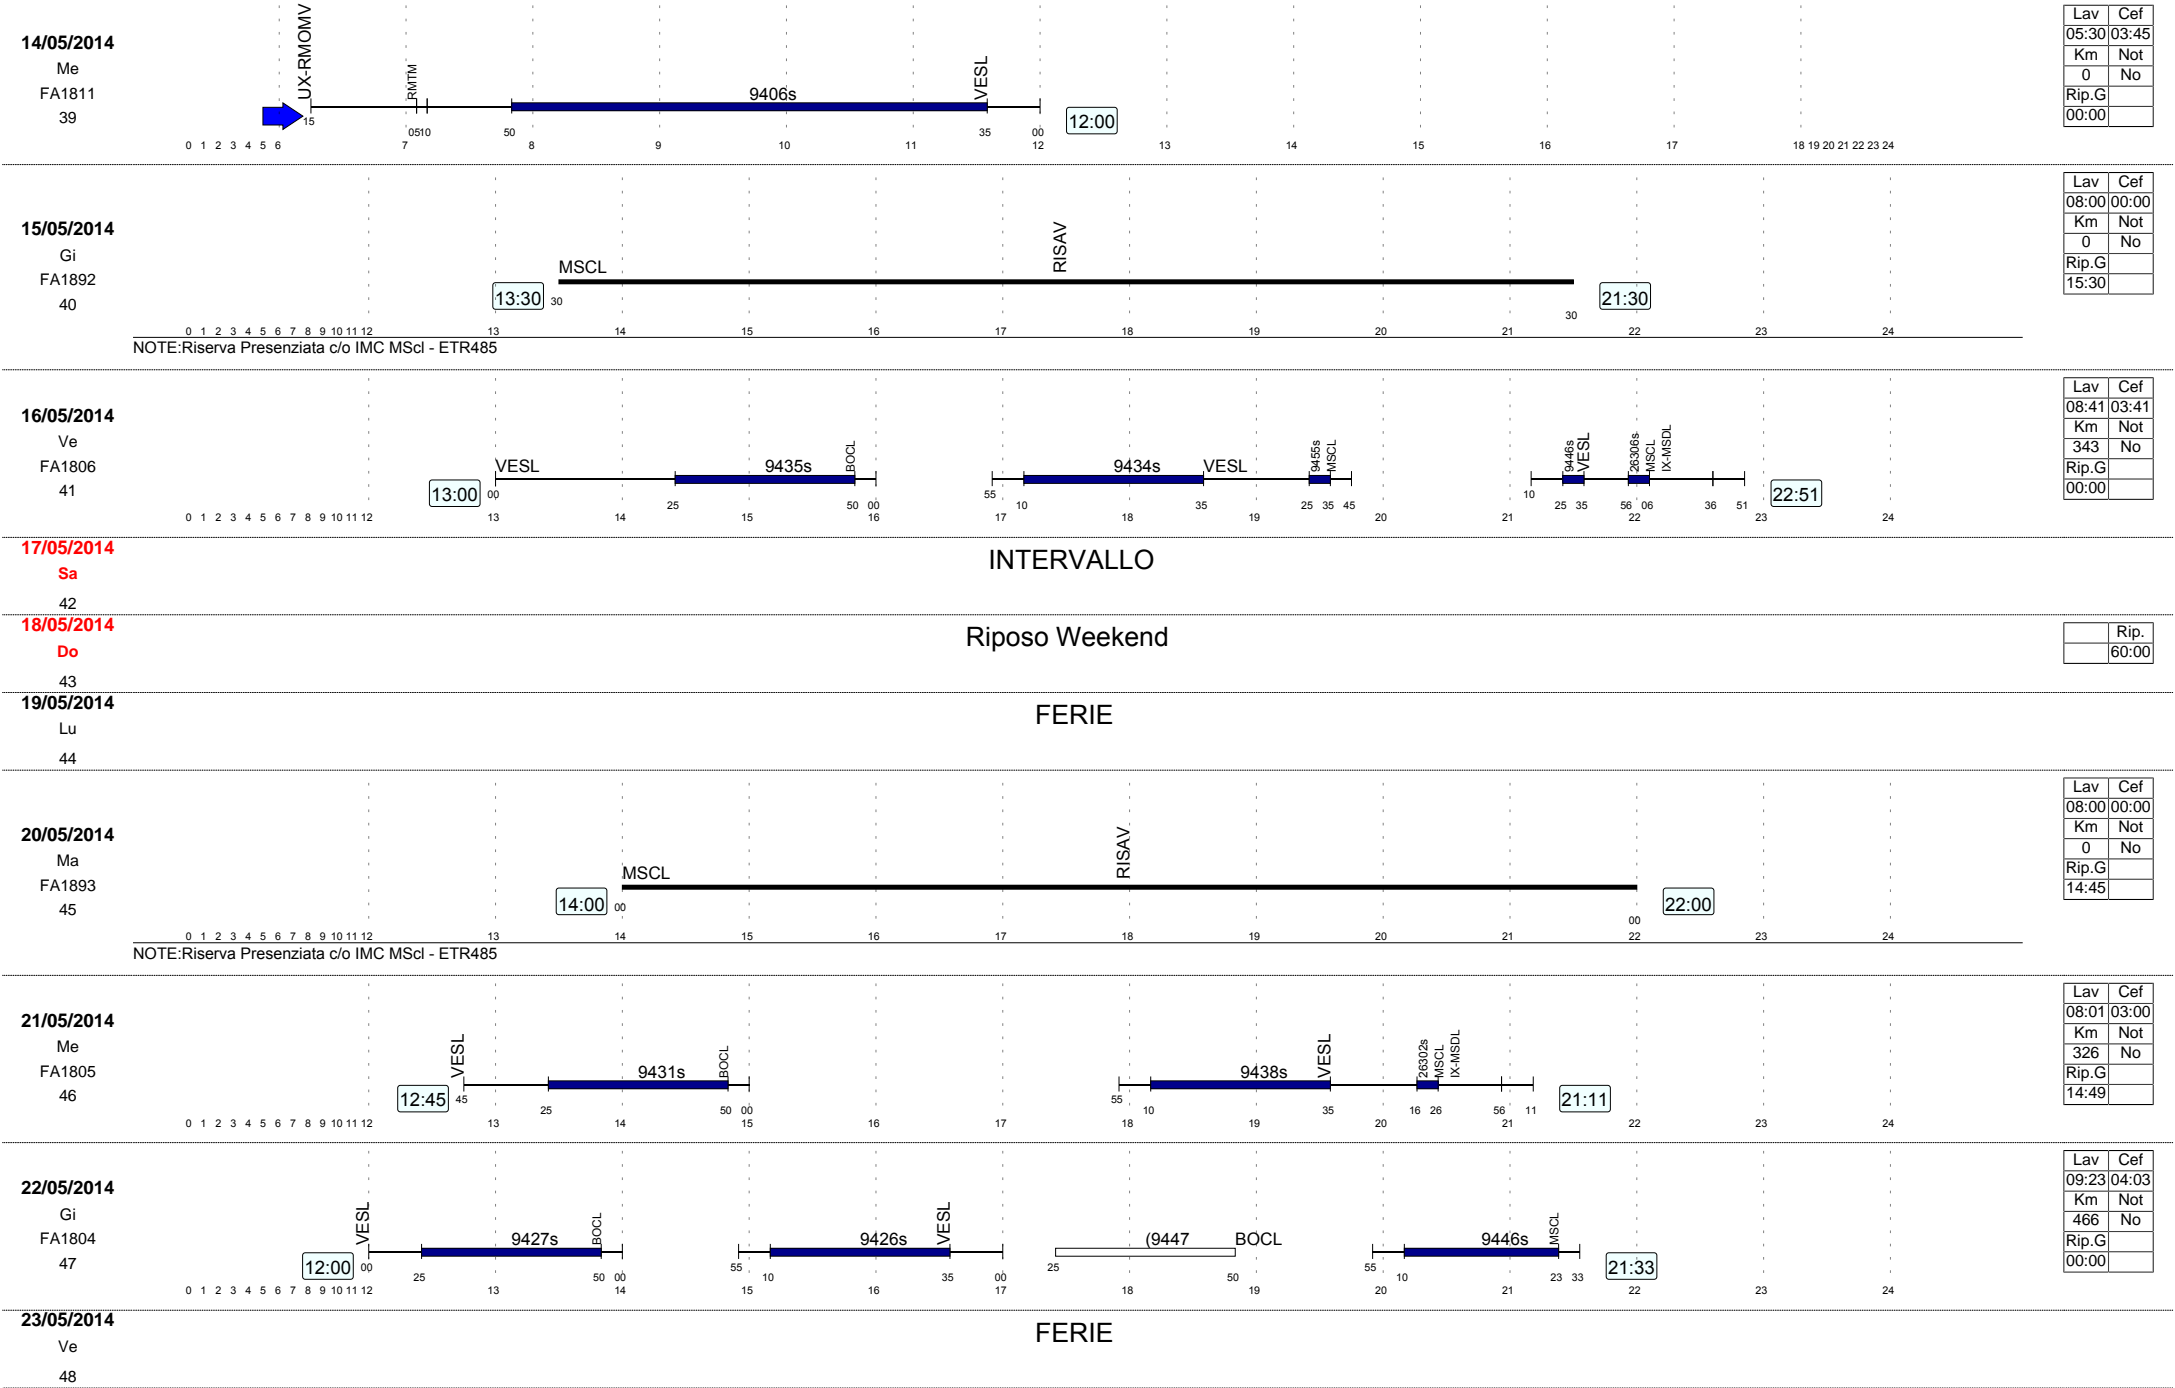 14/05/2014
Me
FA1811
39
UX-RMOMV
RMTM
9406s
VESL
15
05 10
50
35
00
12:00
0 1 2 3 4 5 6 7 8 9 10 11 12 13 14 15 16 17 18 19 20 21 22 23 24
Lav Cef
05:30 03:45
Km Not
0 No
Rip.G
00:00
15/05/2014
Gi
FA1892
40
MSCL
RISAV
13:30
30
30
21:30
0 1 2 3 4 5 6 7 8 9 10 11 12 13 14 15 16 17 18 19 20 21 22 23 24
NOTE:Riserva Presenziata c/o IMC MScl - ETR485
Lav Cef
08:00 00:00
Km Not
0 No
Rip.G
15:30
16/05/2014
Ve
FA1806
41
VESL
9435s
BOCL
9434s
VESL
9455s
MSCL
9446s
VESL
26306s
MSCL
IX-MSDL
13:00
00 25 50 00 55 10 35 25 35 45 10 25 35 56 06 36 51
22:51
0 1 2 3 4 5 6 7 8 9 10 11 12 13 14 15 16 17 18 19 20 21 22 23 24
Lav Cef
08:41 03:41
Km Not
343 No
Rip.G
00:00
17/05/2014
Sa
42
INTERVALLO
18/05/2014
Do
43
Riposo Weekend
Rip.
60:00
19/05/2014
Lu
44
FERIE
20/05/2014
Ma
FA1893
45
MSCL
RISAV
14:00
00
00
22:00
0 1 2 3 4 5 6 7 8 9 10 11 12 13 14 15 16 17 18 19 20 21 22 23 24
NOTE:Riserva Presenziata c/o IMC MScl - ETR485
Lav Cef
08:00 00:00
Km Not
0 No
Rip.G
14:45
21/05/2014
Me
FA1805
46
VESL
9431s
BOCL
9438s
VESL
26302s
MSCL
IX-MSDL
12:45
45 25 50 00 55 10 35 16 26 56 11
21:11
0 1 2 3 4 5 6 7 8 9 10 11 12 13 14 15 16 17 18 19 20 21 22 23 24
Lav Cef
08:01 03:00
Km Not
326 No
Rip.G
14:49
22/05/2014
Gi
FA1804
47
VESL
9427s
BOCL
9426s
VESL
(9447
BOCL
9446s
MSCL
12:00
00 25 50 00 55 10 35 00 25 50 55 10 23 33
21:33
0 1 2 3 4 5 6 7 8 9 10 11 12 13 14 15 16 17 18 19 20 21 22 23 24
Lav Cef
09:23 04:03
Km Not
466 No
Rip.G
00:00
23/05/2014
Ve
48
FERIE